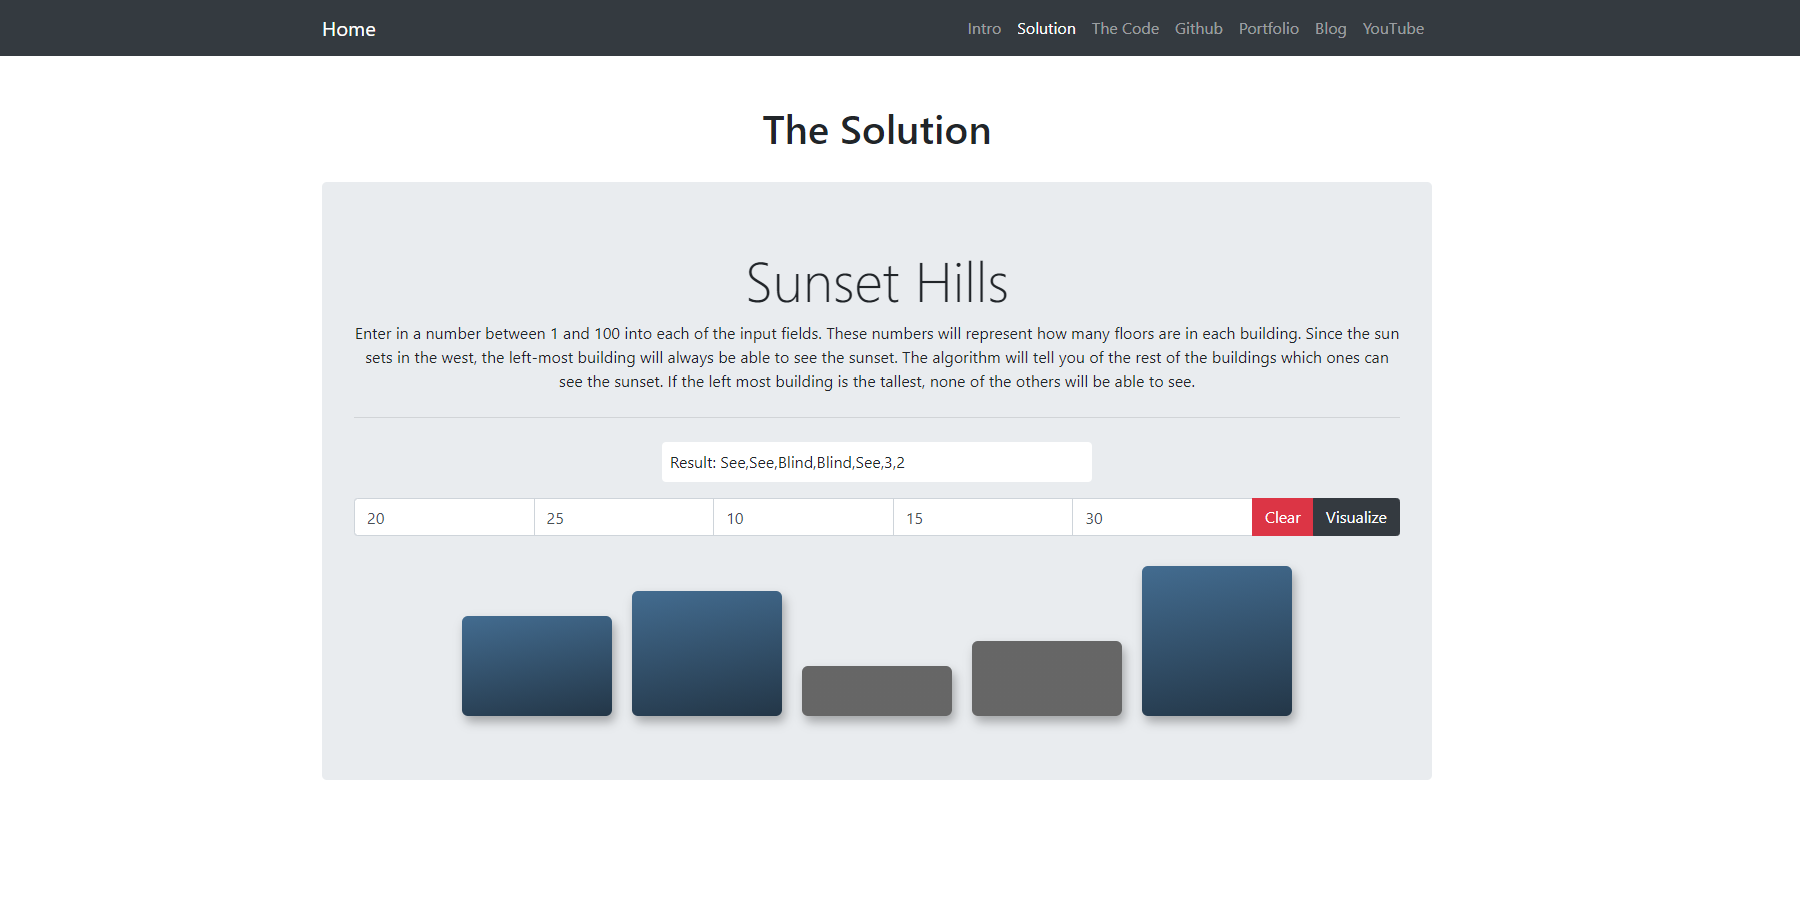 Home Intro Solution The Code Github Portfolio Blog YouTube
The Solution
Sunset Hills
Enter in a number between 1 and 100 into each of the input fields. These numbers will represent how many floors are in each building. Since the sun
sets in the west, the left-most building will always be able to see the sunset. The algorithm will tell you of the rest of the buildings which ones can
see the sunset. If the left most building is the tallest, none of the others will be able to see.
Result: See,See,Blind,Blind,See,3,2
20 25 10 15 30 Clear Visualize